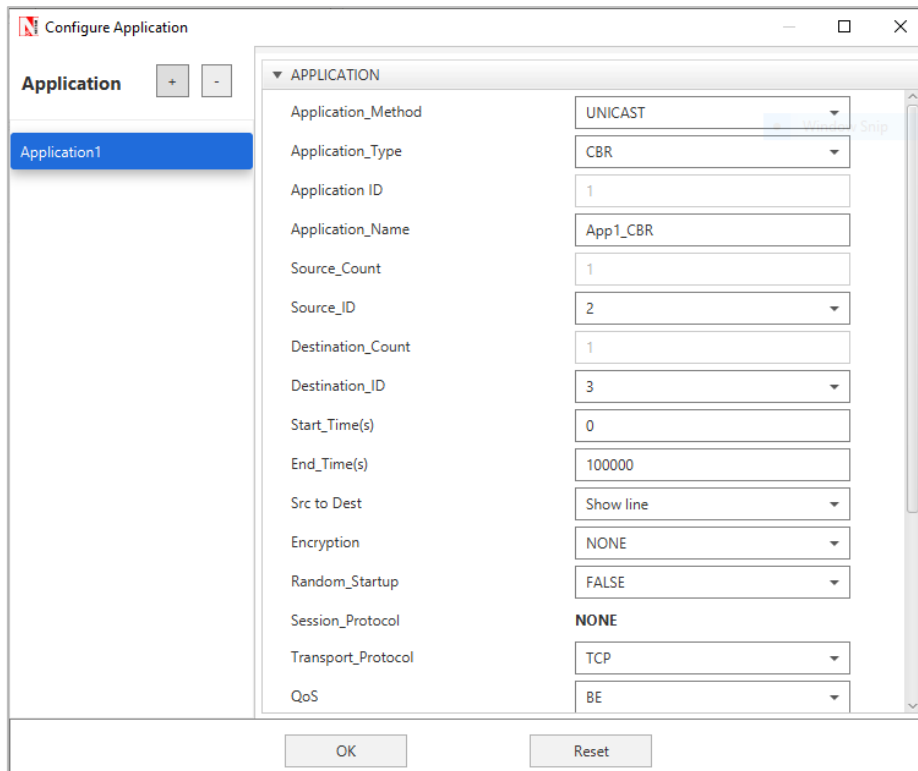 Configure Application
Application + -
Application1
APPLICATION
Application_Method UNICAST
Window Snip
Application_Type CBR
Application ID 1
Application_Name App1_CBR
Source_Count 1
Source_ID 2
Destination_Count 1
Destination_ID 3
Start_Time(s) 0
End_Time(s) 100000
Src to Dest Show line
Encryption NONE
Random_Startup FALSE
Session_Protocol NONE
Transport_Protocol TCP
QoS BE
OK Reset